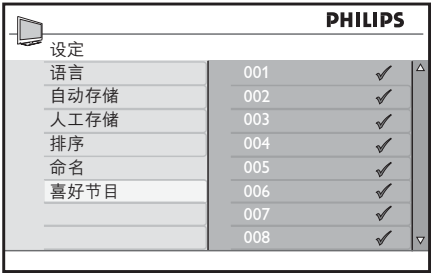 PHILIPS
设定
语言 001 ✓
自动存储 002 ✓
人工存储 003 ✓
排序 004 ✓
命名 005 ✓
喜好节目 006 ✓
007 ✓
008 ✓